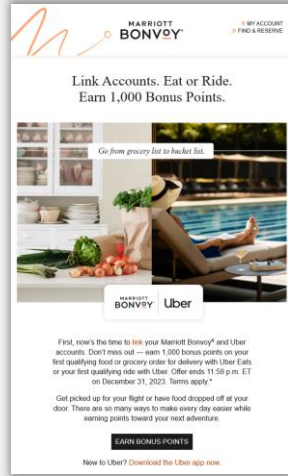 MARRIOTT
BONVOY®
> MY ACCOUNT
> FIND & RESERVE
Link Accounts. Eat or Ride.
Earn 1,000 Bonus Points.
Go from grocery list to bucket list.
MARRIOTT
BONVOY®
Uber
First, now's the time to link your Marriott Bonvoy® and Uber
accounts. Don't miss out — earn 1,000 bonus points on your
first qualifying food or grocery order for delivery with Uber Eats
or your first qualifying ride with Uber. Offer ends 11:59 p.m. ET
on December 31, 2023. Terms apply.*
Get picked up for your flight or have food dropped off at your
door. There are so many ways to make every day easier while
earning points toward your next adventure.
EARN BONUS POINTS
New to Uber? Download the Uber app now.